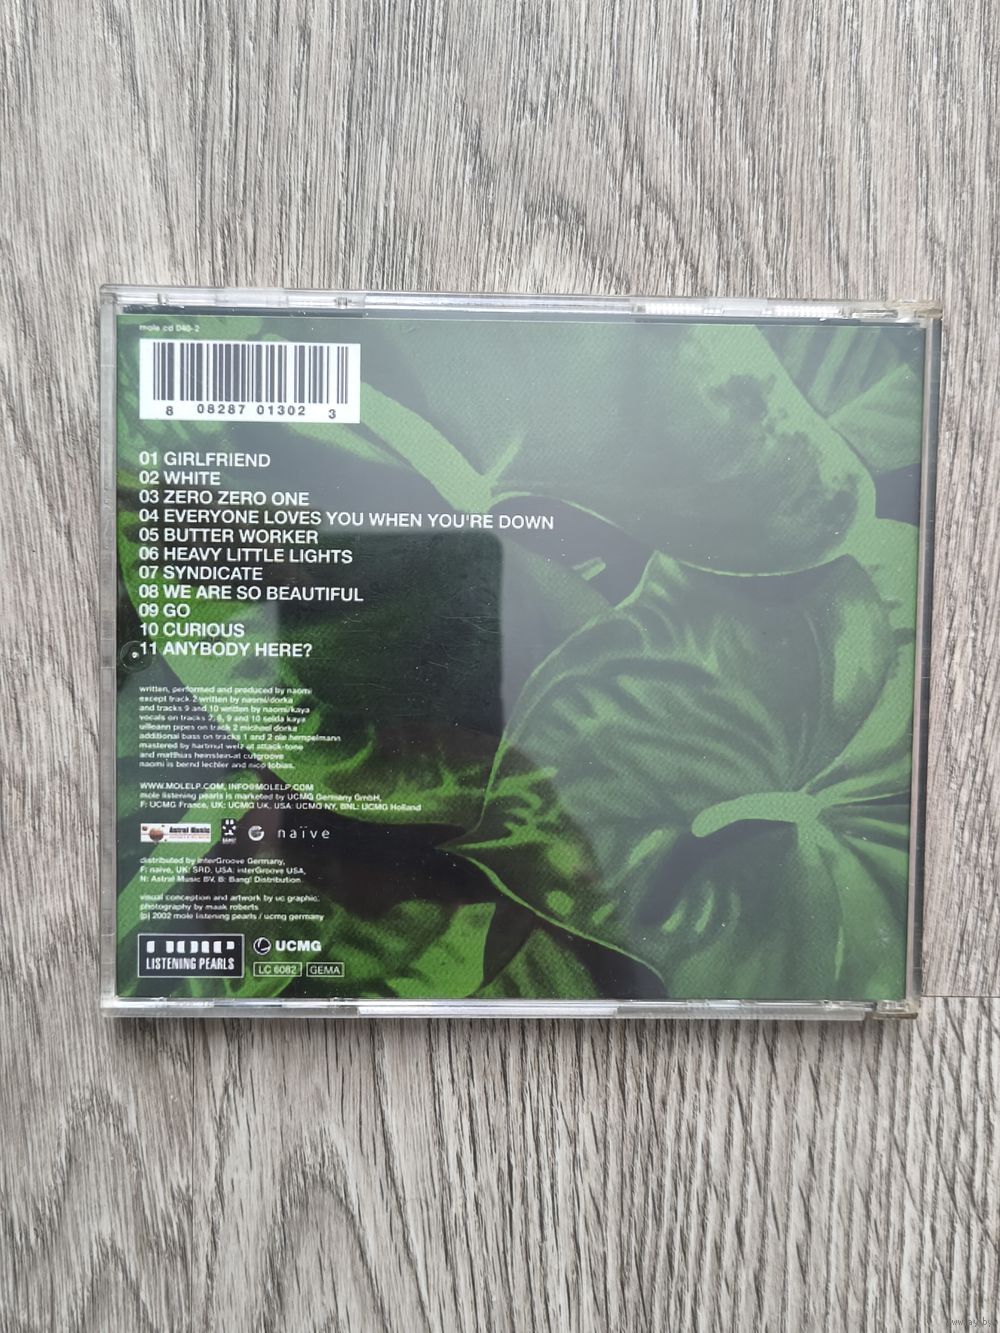 mole cd 040-2
8 08287 01302 3
01 GIRLFRIEND
02 WHITE
03 ZERO ZERO ONE
04 EVERYONE LOVES YOU WHEN YOU'RE DOWN
05 BUTTER WORKER
06 HEAVY LITTLE LIGHTS
07 SYNDICATE
08 WE ARE SO BEAUTIFUL
09 GO
10 CURIOUS
11 ANYBODY HERE?
written, performed and produced by naomi
except track 2 written by naomi/dorka
and tracks 9 and 10 written by naomi/kaya
vocals on tracks 2, 8, 9 and 10 selda kaya
uilleann pipes on track 2 michael dorka
additional bass on tracks 1 and 2 ole hempelmann
mastered by hartmut welz at attack-tone
and matthias heinstein at cutgroove
naomi is bernd lechler and nico tobias.
WWW.MOLELP.COM, INFO@MOLELP.COM
mole listening pearls is marketed by UCMG Germany GmbH,
F: UCMG France, UK: UCMG UK, USA: UCMG NY, BNL: UCMG Holland
Astral Music
naïve
distributed by InterGroove Germany,
F: naïve, UK: SRD, USA: interGroove USA,
N: Astral Music BV, B: Bang! Distribution
visual conception and artwork by uc graphic.
photography by maak roberts
(p) 2002 mole listening pearls / ucmg germany
LISTENING PEARLS
UCMG
LC 6082 GEMA